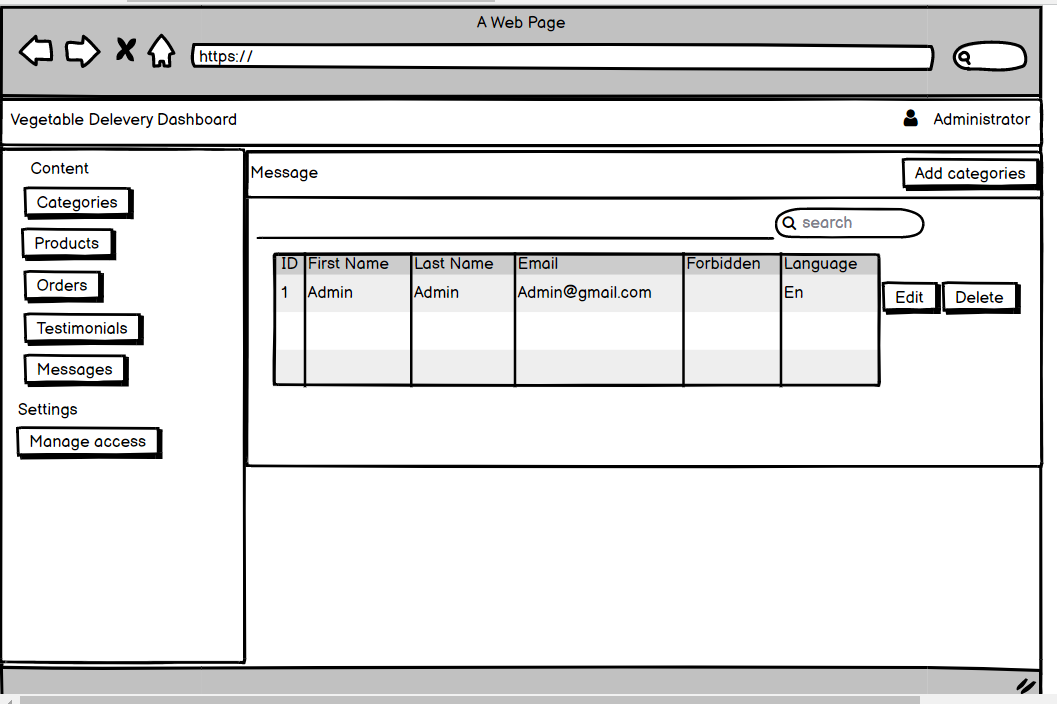 A Web Page
https://
Vegetable Delevery Dashboard
Administrator
Content
Categories
Products
Orders
Testimonials
Messages
Settings
Manage access
Message
Add categories
search
ID First Name Last Name Email Forbidden Language
1 Admin Admin Admin@gmail.com En
Edit Delete